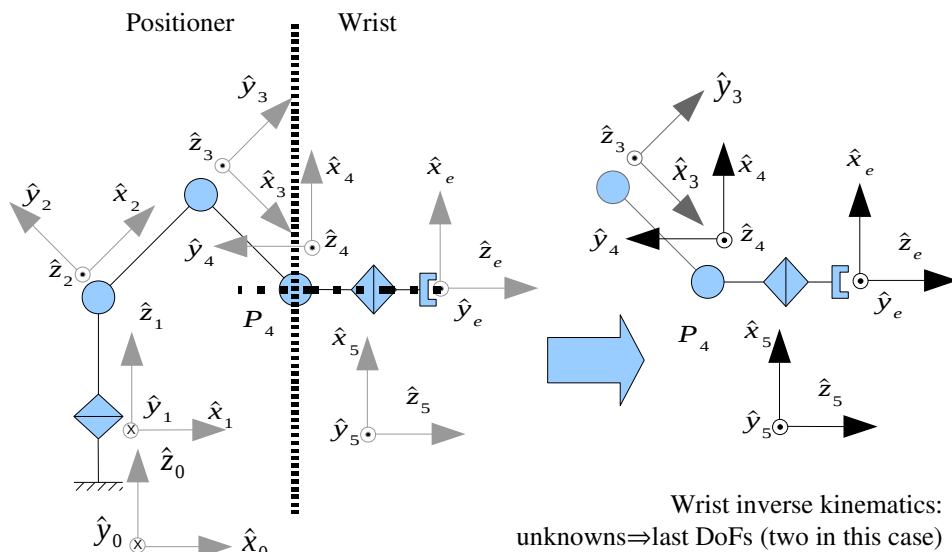 Positioner Wrist
ŷ₃
ẑ₃
x̂₃
x̂₄
ŷ₂
x̂₂
ẑ₂
ŷ₄
ẑ₄
x̂ₑ
ẑₑ
ŷₑ
P₄
ẑ₁
ŷ₁
x̂₁
x̂₅
ẑ₅
ŷ₅
ẑ₀
ŷ₀
x̂₀
ŷ₃
ẑ₃
x̂₃
x̂₄
ŷ₄
ẑ₄
x̂ₑ
ẑₑ
ŷₑ
P₄
x̂₅
ẑ₅
ŷ₅
Wrist inverse kinematics:
unknowns⇒last DoFs (two in this case)